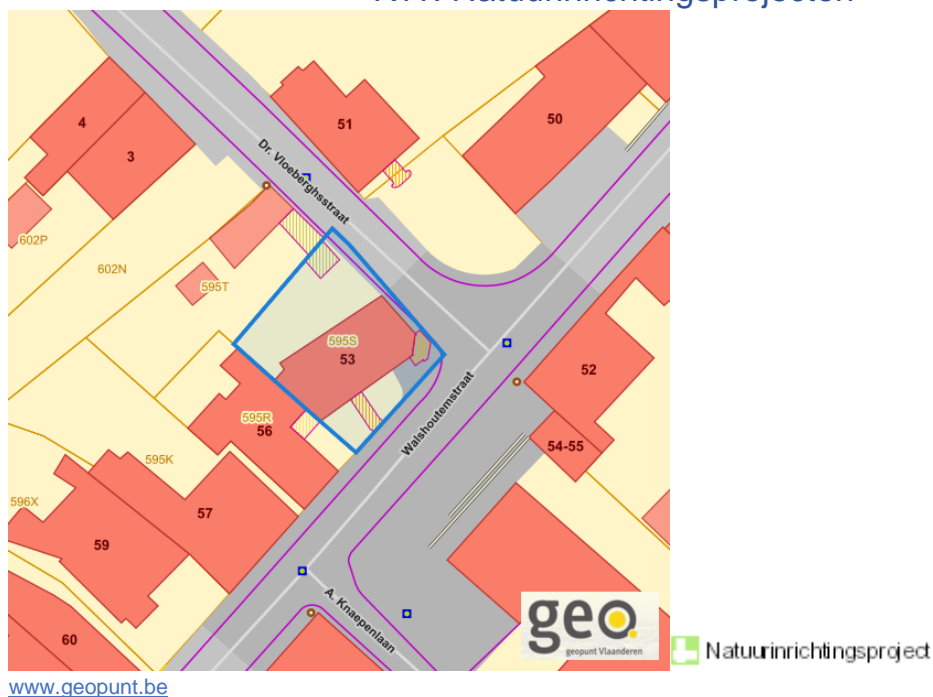 51
50
4
3
Dr. Vloeberghsstraat
602P
602N
595T
595S
53
52
Walshoutemstraat
595R
56
54-55
595K
596X
57
59
A. Knaepenlaan
60
geo.
geopunt Vlaanderen
Natuurinrichtingsproject
www.geopunt.be